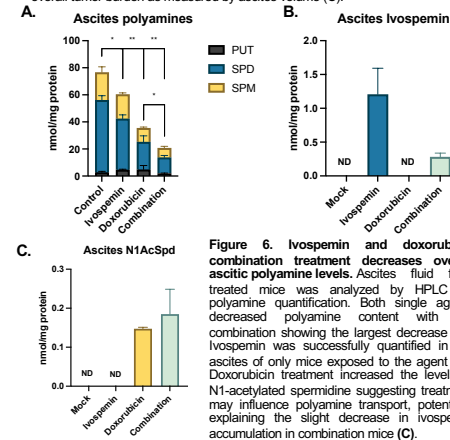 overall tumor burden as measured by ascites volume (C).
A.
Ascites polyamines
nmol/mg protein
100
80
60
40
20
0
* ** **
*
PUT
SPD
SPM
Control
Ivospemin
Doxorubicin
Combination
B.
Ascites Ivospemin
nmol/mg protein
2.0
1.5
1.0
0.5
0.0
ND
ND
Mock
Ivospemin
Doxorubicin
Combination
C.
Ascites N1AcSpd
nmol/mg protein
0.3
0.2
0.1
0.0
ND
ND
Mock
Ivospemin
Doxorubicin
Combination
Figure 6. Ivospemin and doxorub
combination treatment decreases ove
ascitic polyamine levels. Ascites fluid f
treated mice was analyzed by HPLC
polyamine quantification. Both single ag
decreased polyamine content with
combination showing the largest decrease
Ivospemin was successfully quantified in
ascites of only mice exposed to the agent
Doxorubicin treatment increased the level
N1-acetylated spermidine suggesting treatm
may influence polyamine transport, potent
explaining the slight decrease in ivospe
accumulation in combination mice (C).